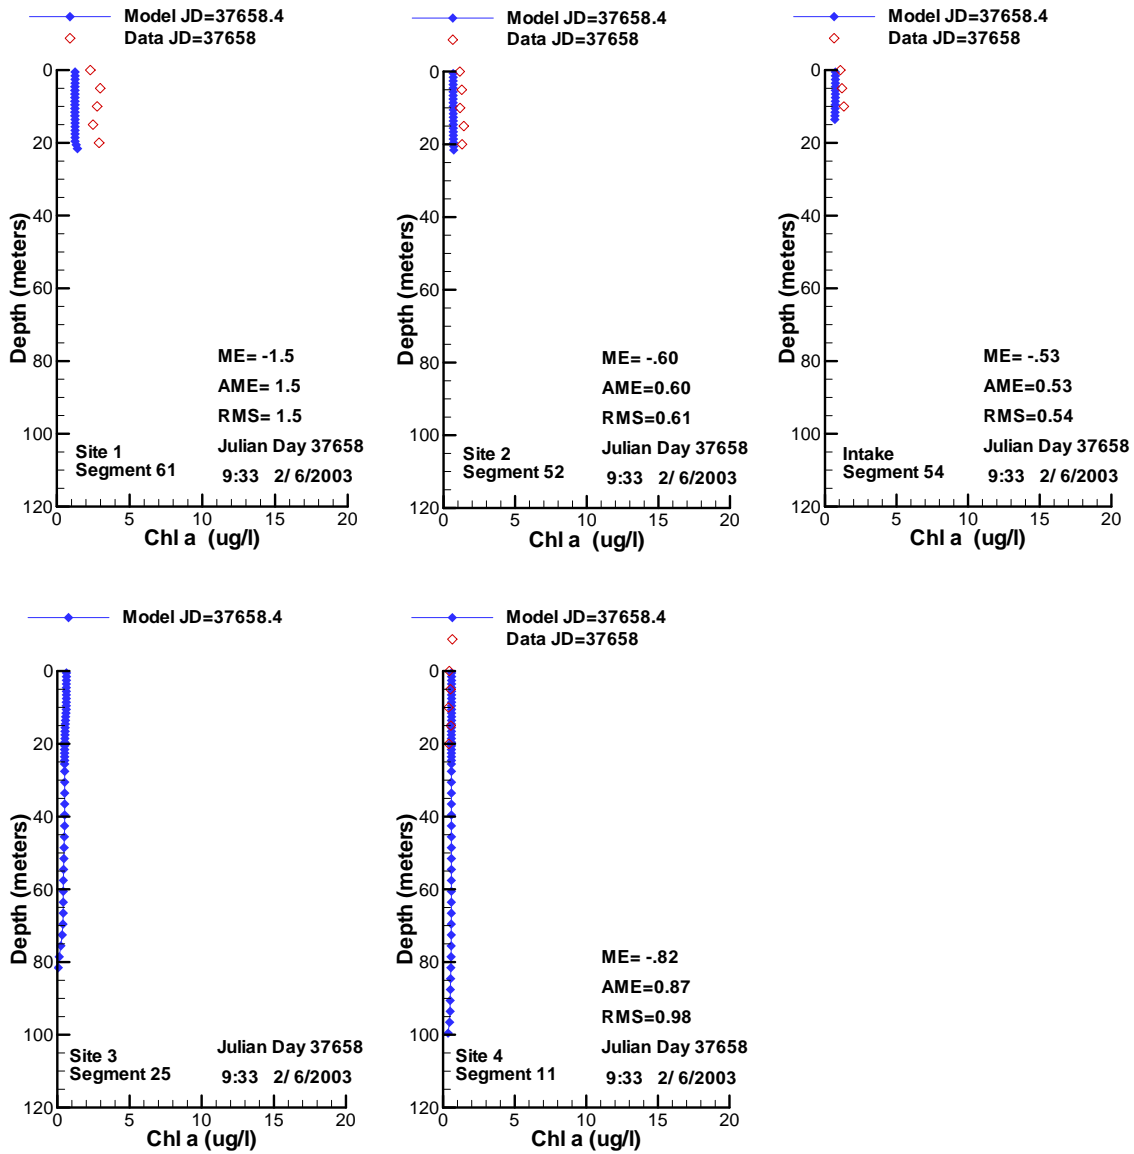 Model JD=37658.4
Data JD=37658
0
20
40
60
80
100
120
Depth (meters)
ME= -1.5
AME= 1.5
RMS= 1.5
Site 1
Segment 61
Julian Day 37658
9:33 2/ 6/2003
0 5 10 15 20
Chl a (ug/l)
Model JD=37658.4
Data JD=37658
0
20
40
60
80
100
120
Depth (meters)
ME= -.60
AME=0.60
RMS=0.61
Site 2
Segment 52
Julian Day 37658
9:33 2/ 6/2003
0 5 10 15 20
Chl a (ug/l)
Model JD=37658.4
Data JD=37658
0
20
40
60
80
100
120
Depth (meters)
ME= -.53
AME=0.53
RMS=0.54
Intake
Segment 54
Julian Day 37658
9:33 2/ 6/2003
0 5 10 15 20
Chl a (ug/l)
Model JD=37658.4
0
20
40
60
80
100
120
Depth (meters)
Site 3
Segment 25
Julian Day 37658
9:33 2/ 6/2003
0 5 10 15 20
Chl a (ug/l)
Model JD=37658.4
Data JD=37658
0
20
40
60
80
100
120
Depth (meters)
ME= -.82
AME=0.87
RMS=0.98
Site 4
Segment 11
Julian Day 37658
9:33 2/ 6/2003
0 5 10 15 20
Chl a (ug/l)